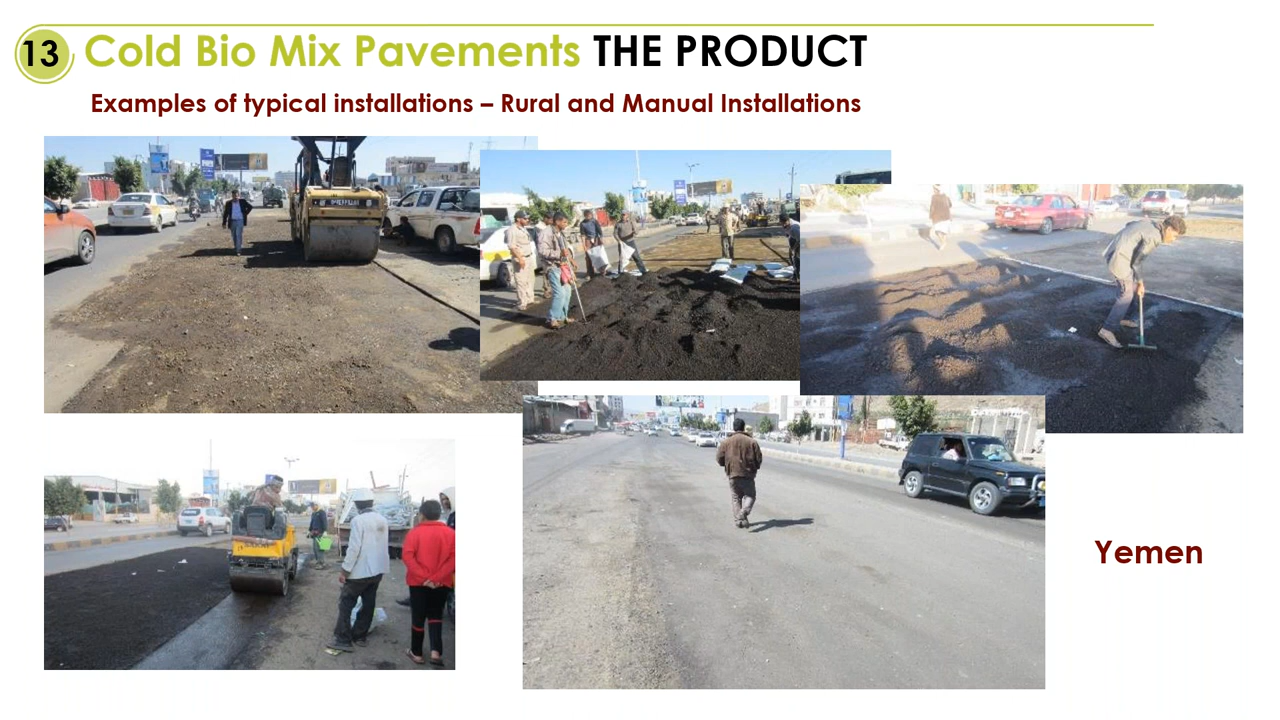 13 Cold Bio Mix Pavements THE PRODUCT
Examples of typical installations – Rural and Manual Installations
Yemen